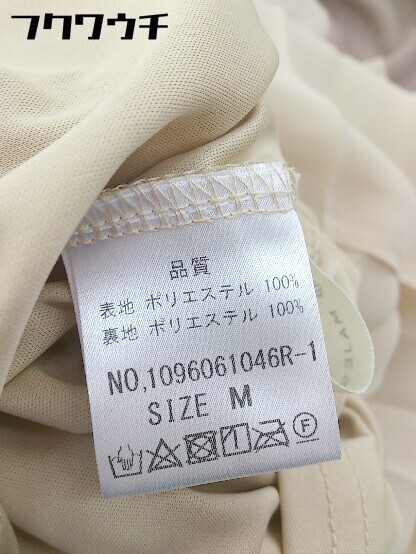 フクワウチ
品質
表地 ポリエステル 100%
裏地 ポリエステル 100%
NO,1096061046R-1
SIZE M
F